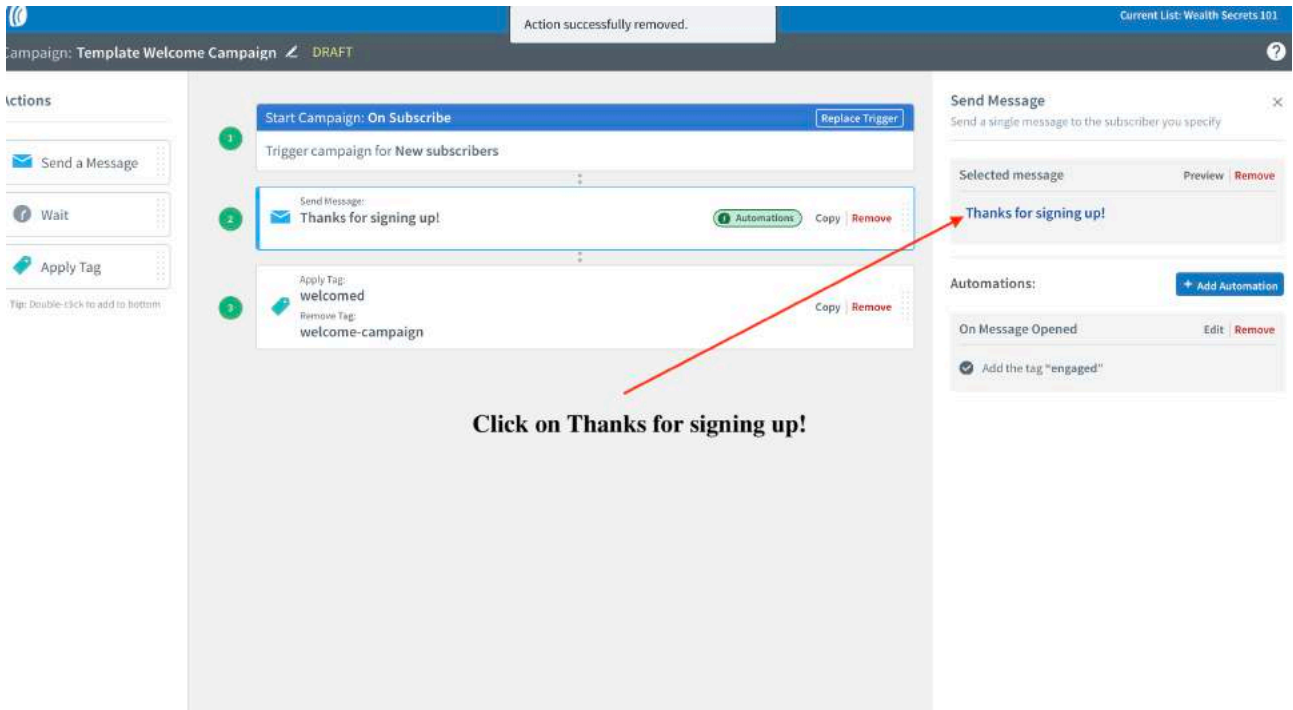 Action successfully removed.
Current List: Wealth Secrets 101
Campaign: Template Welcome Campaign DRAFT
?
Actions
Send a Message
Wait
Apply Tag
Tip: Double-click to add to bottom
1
Start Campaign: On Subscribe Replace Trigger
Trigger campaign for New subscribers
2
Send Message:
Thanks for signing up!
1 Automations Copy Remove
3
Apply Tag:
welcomed
Remove Tag:
welcome-campaign
Copy Remove
Click on Thanks for signing up!
Send Message ×
Send a single message to the subscriber you specify
Selected message Preview Remove
Thanks for signing up!
Automations: + Add Automation
On Message Opened Edit Remove
Add the tag "engaged"